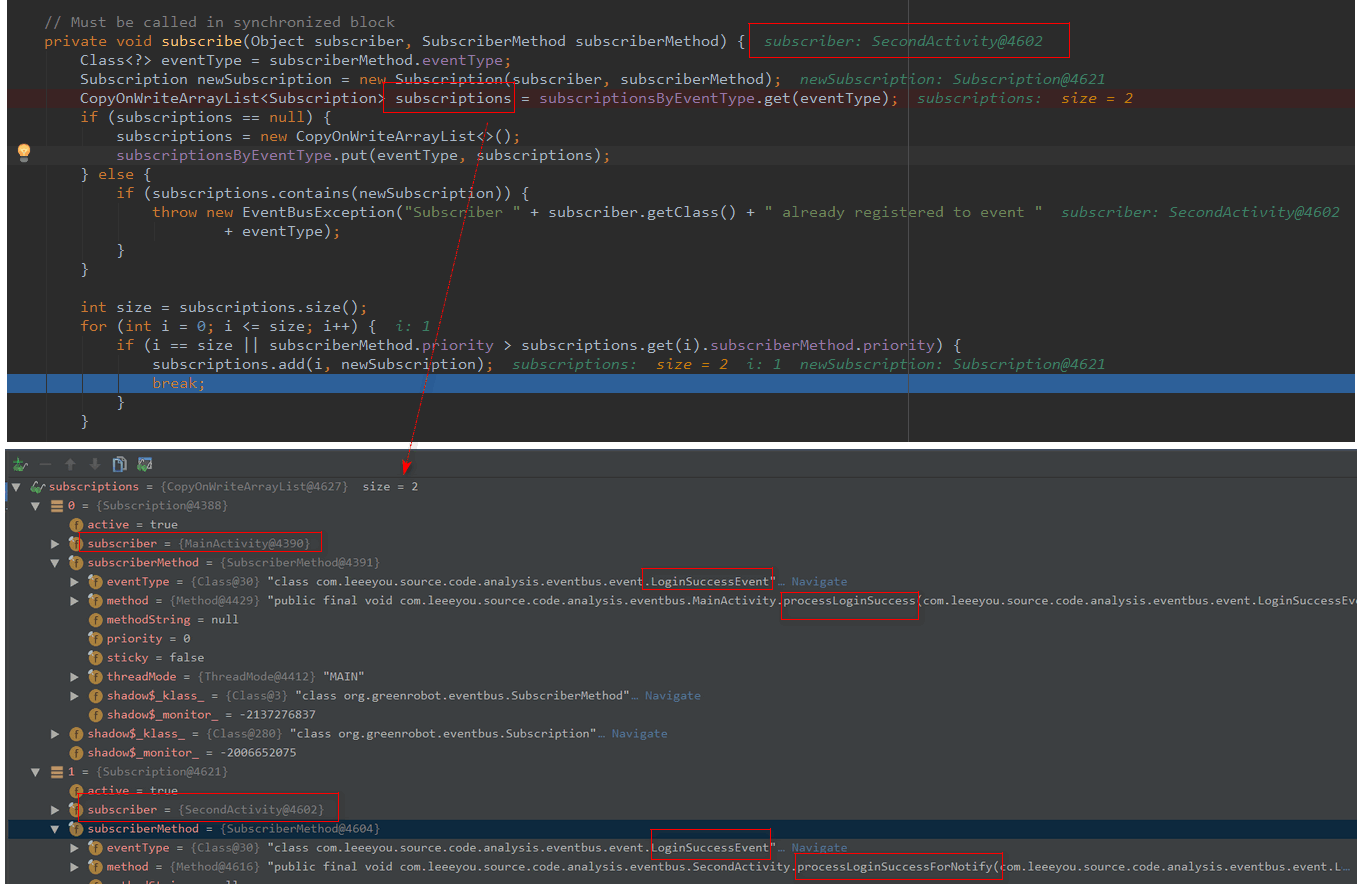 // Must be called in synchronized block
private void subscribe(Object subscriber, SubscriberMethod subscriberMethod) { subscriber: SecondActivity@4602
Class<?> eventType = subscriberMethod.eventType;
Subscription newSubscription = new Subscription(subscriber, subscriberMethod); newSubscription: Subscription@4621
CopyOnWriteArrayList<Subscription> subscriptions = subscriptionsByEventType.get(eventType); subscriptions: size = 2
if (subscriptions == null) {
subscriptions = new CopyOnWriteArrayList<>();
subscriptionsByEventType.put(eventType, subscriptions);
} else {
if (subscriptions.contains(newSubscription)) {
throw new EventBusException("Subscriber " + subscriber.getClass() + " already registered to event " subscriber: SecondActivity@4602
+ eventType);
}
}
int size = subscriptions.size();
for (int i = 0; i <= size; i++) { i: 1
if (i == size || subscriberMethod.priority > subscriptions.get(i).subscriberMethod.priority) {
subscriptions.add(i, newSubscription); subscriptions: size = 2 i: 1 newSubscription: Subscription@4621
break;
}
}
subscriptions = {CopyOnWriteArrayList@4627} size = 2
0 = {Subscription@4388}
active = true
subscriber = {MainActivity@4390}
subscriberMethod = {SubscriberMethod@4391}
eventType = {Class@30} "class com.leeeyou.source.code.analysis.eventbus.event.LoginSuccessEvent"… Navigate
method = {Method@4429} "public final void com.leeeyou.source.code.analysis.eventbus.MainActivity.processLoginSuccess(com.leeeyou.source.code.analysis.eventbus.event.LoginSuccessEve
methodString = null
priority = 0
sticky = false
threadMode = {ThreadMode@4412} "MAIN"
shadow$_klass_ = {Class@3} "class org.greenrobot.eventbus.SubscriberMethod"… Navigate
shadow$_monitor_ = -2137276837
shadow$_klass_ = {Class@280} "class org.greenrobot.eventbus.Subscription"… Navigate
shadow$_monitor_ = -2006652075
1 = {Subscription@4621}
active = true
subscriber = {SecondActivity@4602}
subscriberMethod = {SubscriberMethod@4604}
eventType = {Class@30} "class com.leeeyou.source.code.analysis.eventbus.event.LoginSuccessEvent"… Navigate
method = {Method@4616} "public final void com.leeeyou.source.code.analysis.eventbus.SecondActivity.processLoginSuccessForNotify(com.leeeyou.source.code.analysis.eventbus.event.L…